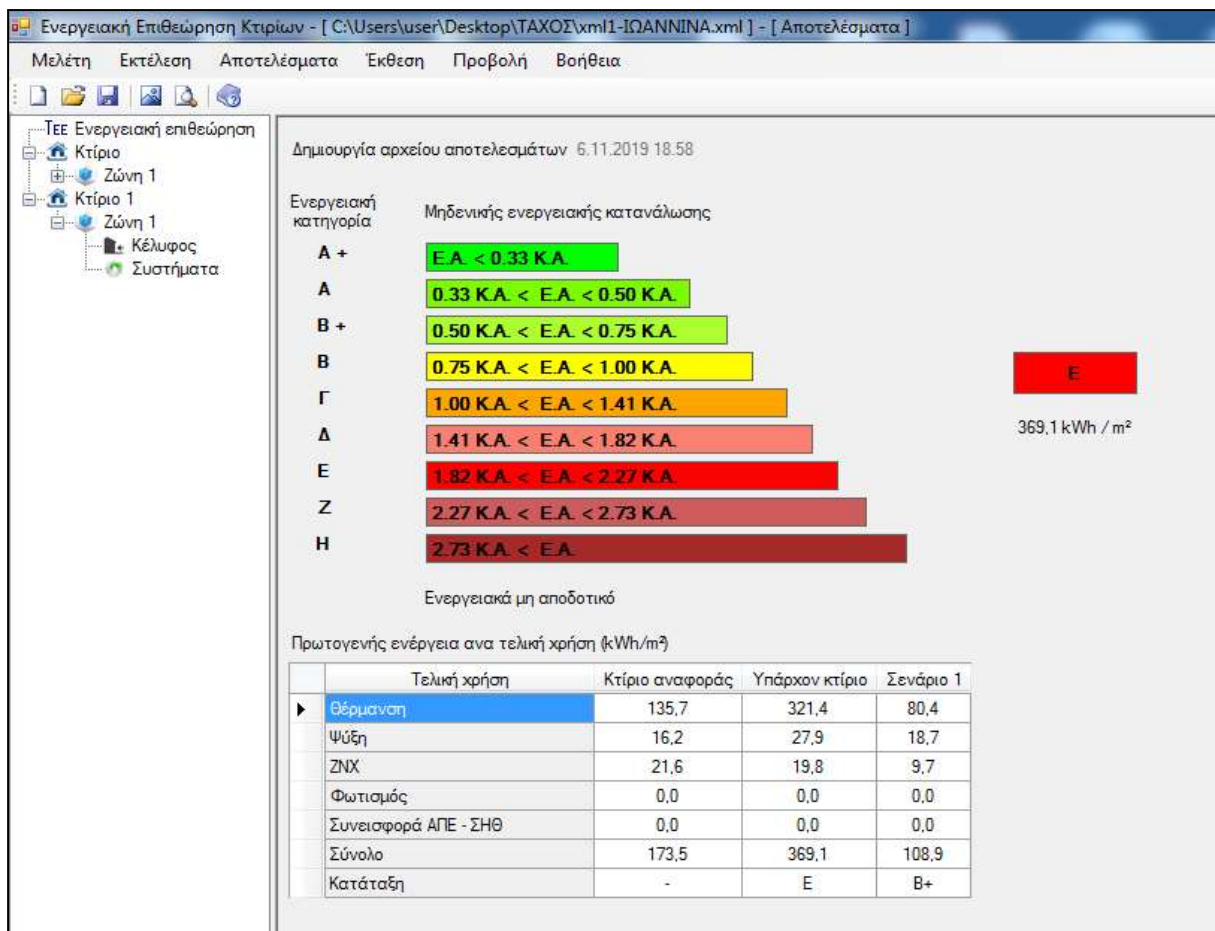 Ενεργειακή Επιθεώρηση Κτιρίων - [ C:\Users\user\Desktop\ΤΑΧΟΣ\xml1-ΙΩΑΝΝΙΝΑ.xml ] - [ Αποτελέσματα ]
Μελέτη Εκτέλεση Αποτελέσματα Έκθεση Προβολή Βοήθεια
ΤΕΕ Ενεργειακή επιθεώρηση
Κτίριο
Ζώνη 1
Κτίριο 1
Ζώνη 1
Κέλυφος
Συστήματα
Δημιουργία αρχείου αποτελεσμάτων 6.11.2019 18.58
Ενεργειακή κατηγορία
Μηδενικής ενεργειακής κατανάλωσης
A + E.A. < 0.33 K.A.
A 0.33 K.A. < E.A. < 0.50 K.A.
B + 0.50 K.A. < E.A. < 0.75 K.A.
B 0.75 K.A. < E.A. < 1.00 K.A.
Γ 1.00 K.A. < E.A. < 1.41 K.A.
Δ 1.41 K.A. < E.A. < 1.82 K.A.
E 1.82 K.A. < E.A. < 2.27 K.A.
Z 2.27 K.A. < E.A. < 2.73 K.A.
H 2.73 K.A. < E.A.
E
369,1 kWh / m²
Ενεργειακά μη αποδοτικό
Πρωτογενής ενέργεια ανα τελική χρήση (kWh/m²)
Τελική χρήση Κτίριο αναφοράς Υπάρχον κτίριο Σενάριο 1
Θέρμανση 135,7 321,4 80,4
Ψύξη 16,2 27,9 18,7
ΖΝΧ 21,6 19,8 9,7
Φωτισμός 0,0 0,0 0,0
Συνεισφορά ΑΠΕ - ΣΗΘ 0,0 0,0 0,0
Σύνολο 173,5 369,1 108,9
Κατάταξη - E B+